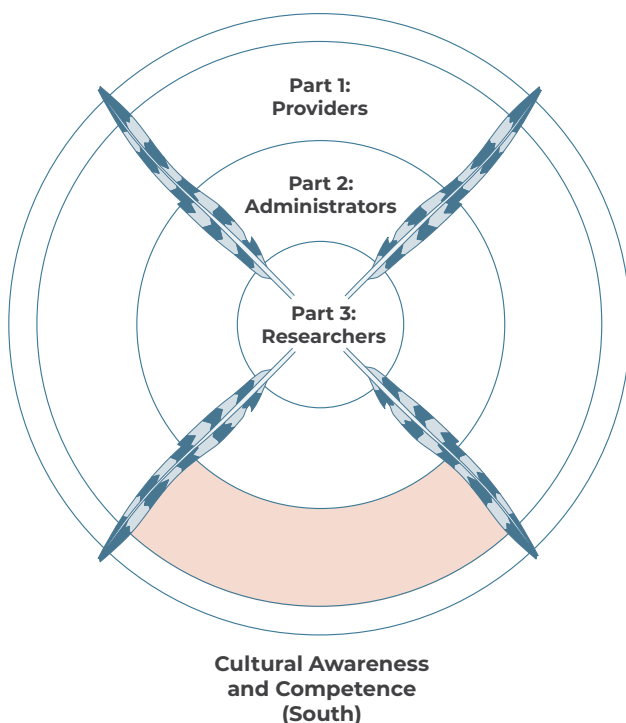 Part 1:
Providers
Part 2:
Administrators
Part 3:
Researchers
Cultural Awareness
and Competence
(South)